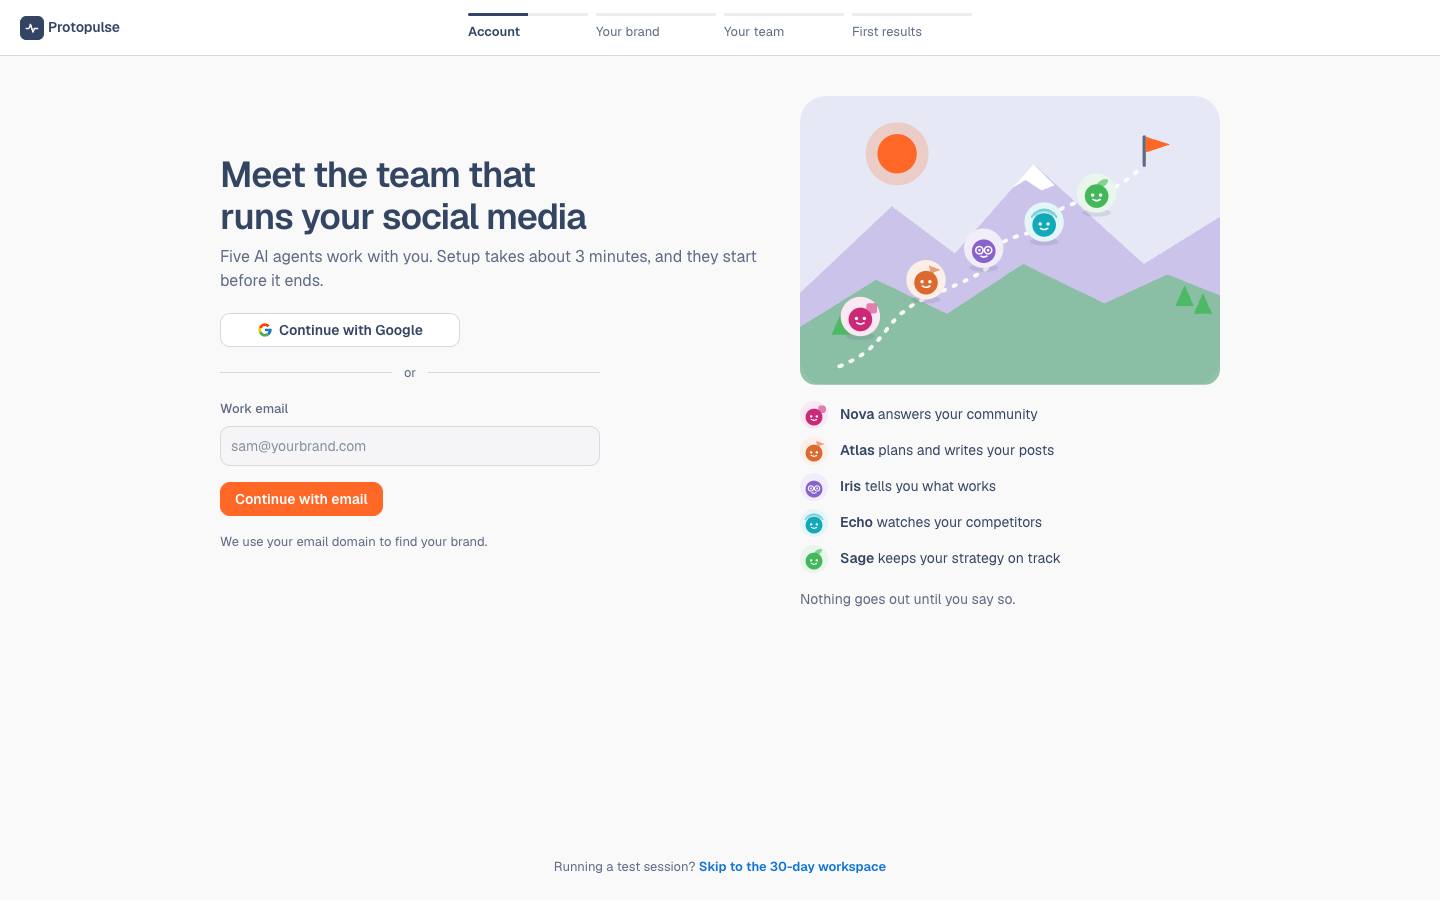 Protopulse
Account
Your brand
Your team
First results
Meet the team that
runs your social media
Five AI agents work with you. Setup takes about 3 minutes, and they start
before it ends.
Continue with Google
or
Work email
sam@yourbrand.com
Continue with email
We use your email domain to find your brand.
Nova answers your community
Atlas plans and writes your posts
Iris tells you what works
Echo watches your competitors
Sage keeps your strategy on track
Nothing goes out until you say so.
Running a test session? Skip to the 30-day workspace